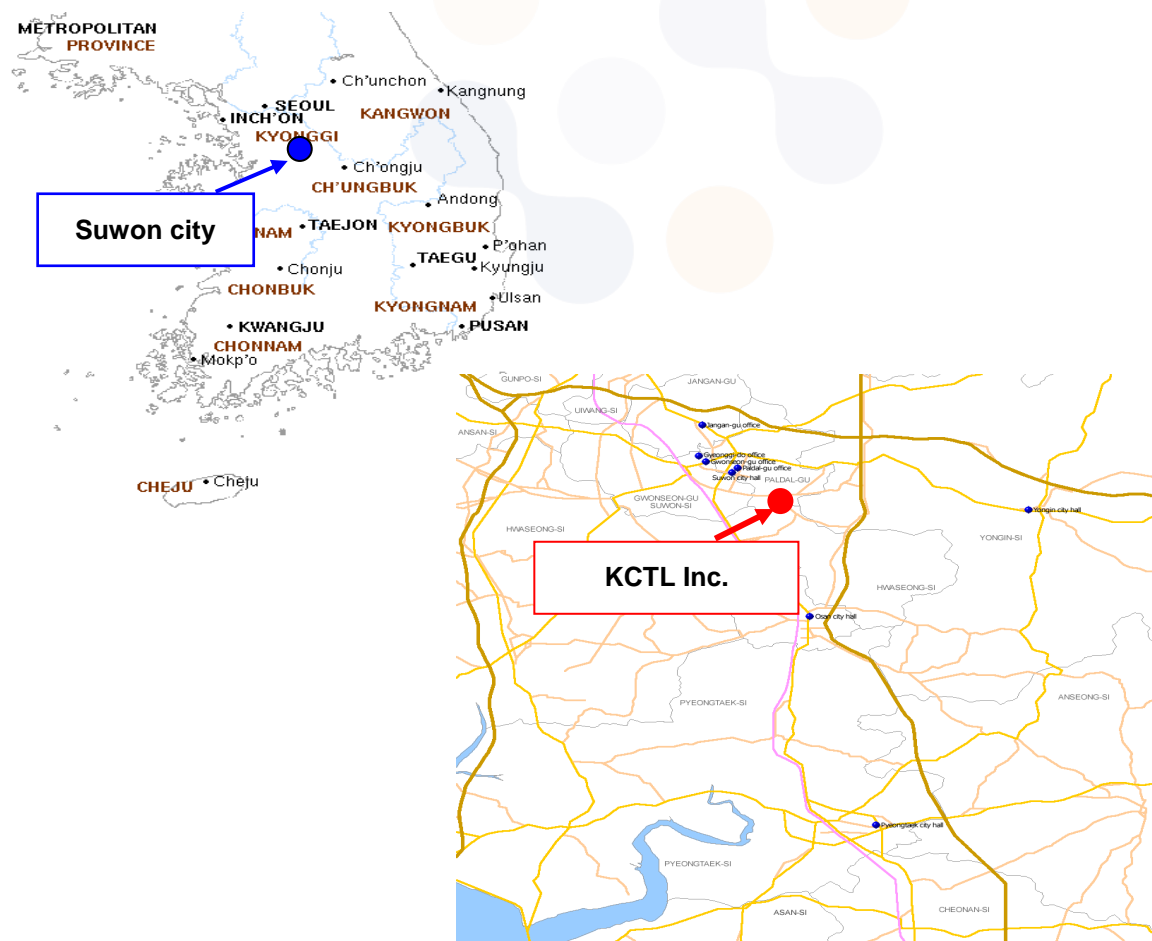 METROPOLITAN
PROVINCE
Ch'unchon
Kangnung
SEOUL
KANGWON
INCH'ON
KYONGGI
Ch'ongju
CH'UNGBUK
Andong
Suwon city
NAM
TAEJON
KYONGBUK
P'ohan
TAEGU
Kyungju
Chonju
CHONBUK
Ulsan
KYONGNAM
KWANGJU
PUSAN
CHONNAM
Mokp'o
CHEJU
Cheju
GUNPO-SI
JANGAN-GU
UIWANG-SI
Jangan-gu office
ANSAN-SI
Gyeonggi-do office
Gwonseon-gu office
Paldal-gu office
Suwon city hall
PALDAL-GU
GWONSEON-GU
SUWON-SI
Yongin city hall
HWASEONG-SI
YONGIN-SI
KCTL Inc.
HWASEONG-SI
Osan city hall
ANSEONG-SI
PYEONGTAEK-SI
Pyeongtaek city hall
PYEONGTAEK-SI
ASAN-SI
CHEONAN-SI